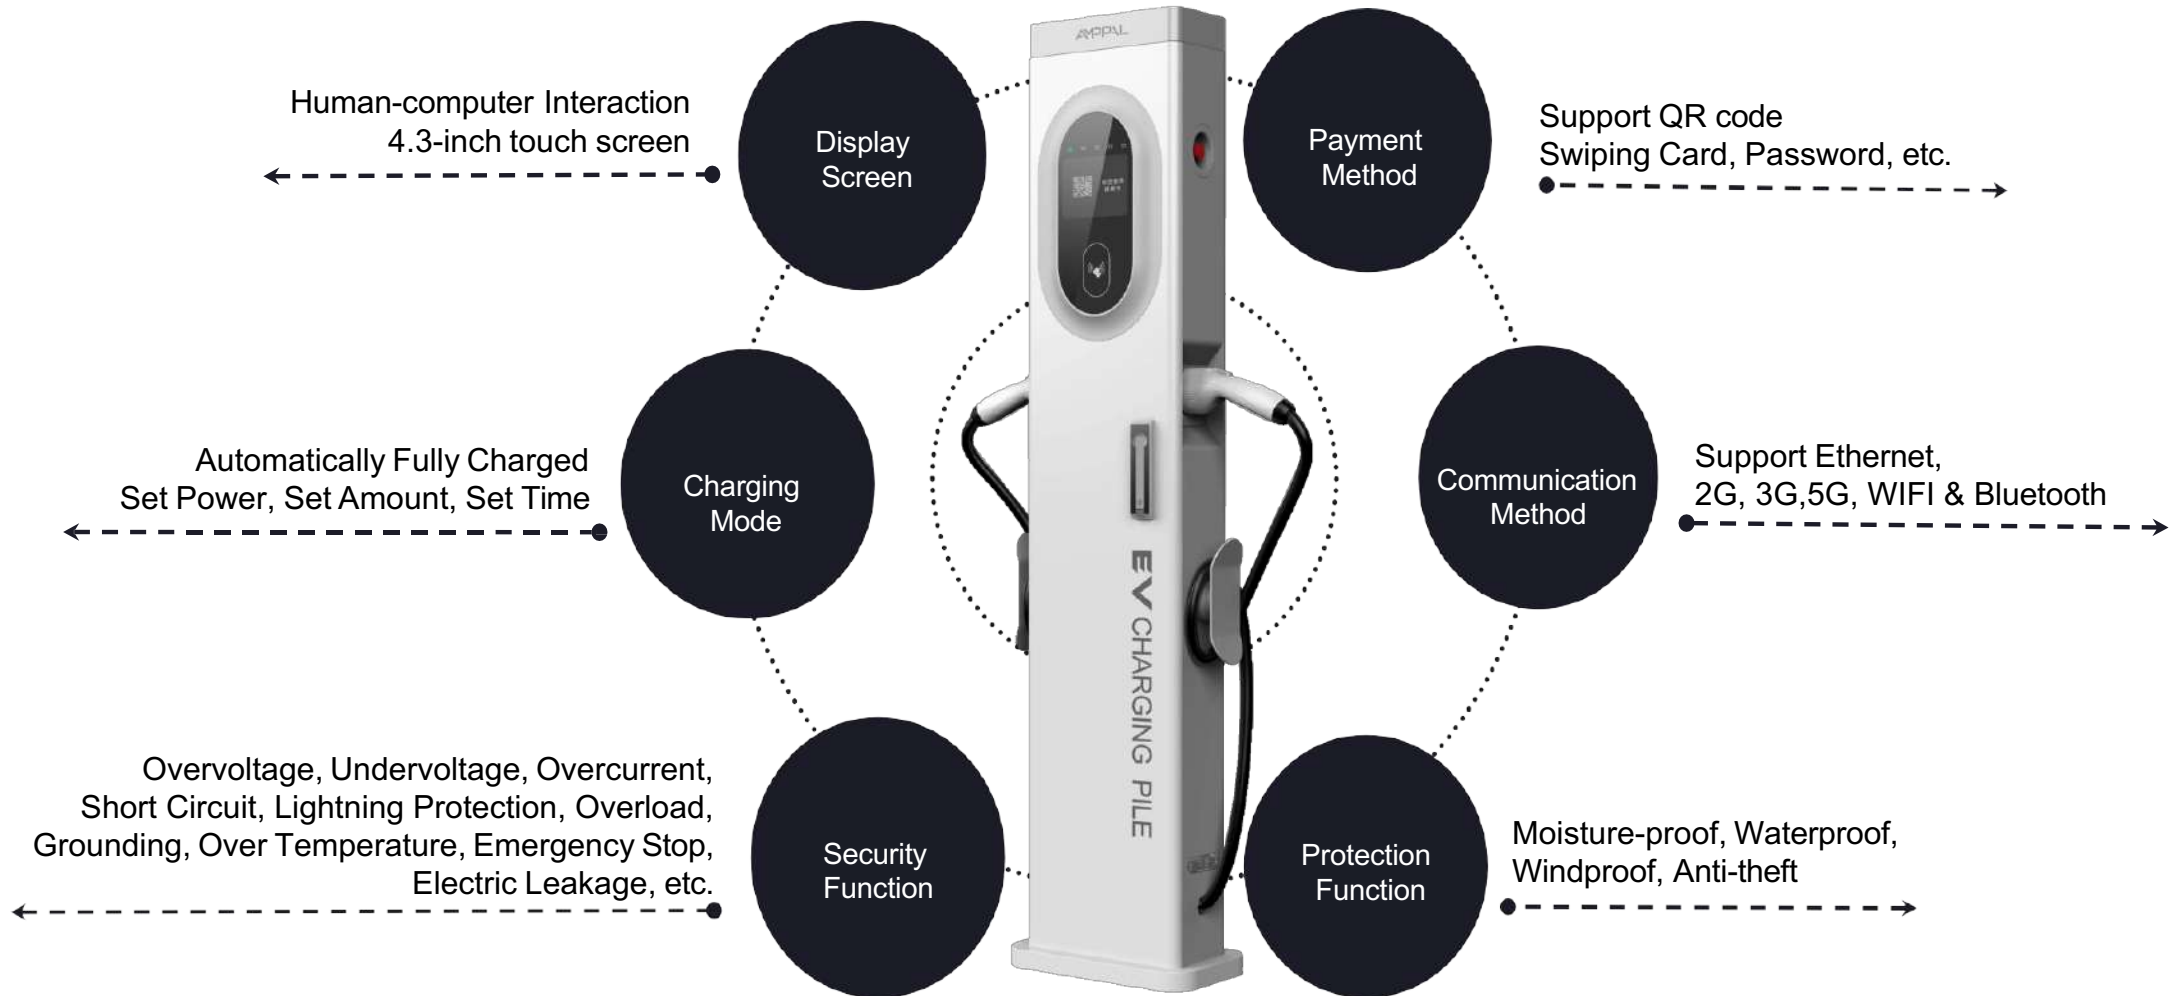 AMPPAL
Human-computer Interaction
4.3-inch touch screen
Display
Screen
Payment
Method
Support QR code
Swiping Card, Password, etc.
Automatically Fully Charged
Set Power, Set Amount, Set Time
Charging
Mode
Communication
Method
Support Ethernet,
2G, 3G,5G, WIFI & Bluetooth
EV CHARGING PILE
Overvoltage, Undervoltage, Overcurrent,
Short Circuit, Lightning Protection, Overload,
Grounding, Over Temperature, Emergency Stop,
Electric Leakage, etc.
Security
Function
Protection
Function
Moisture-proof, Waterproof,
Windproof, Anti-theft